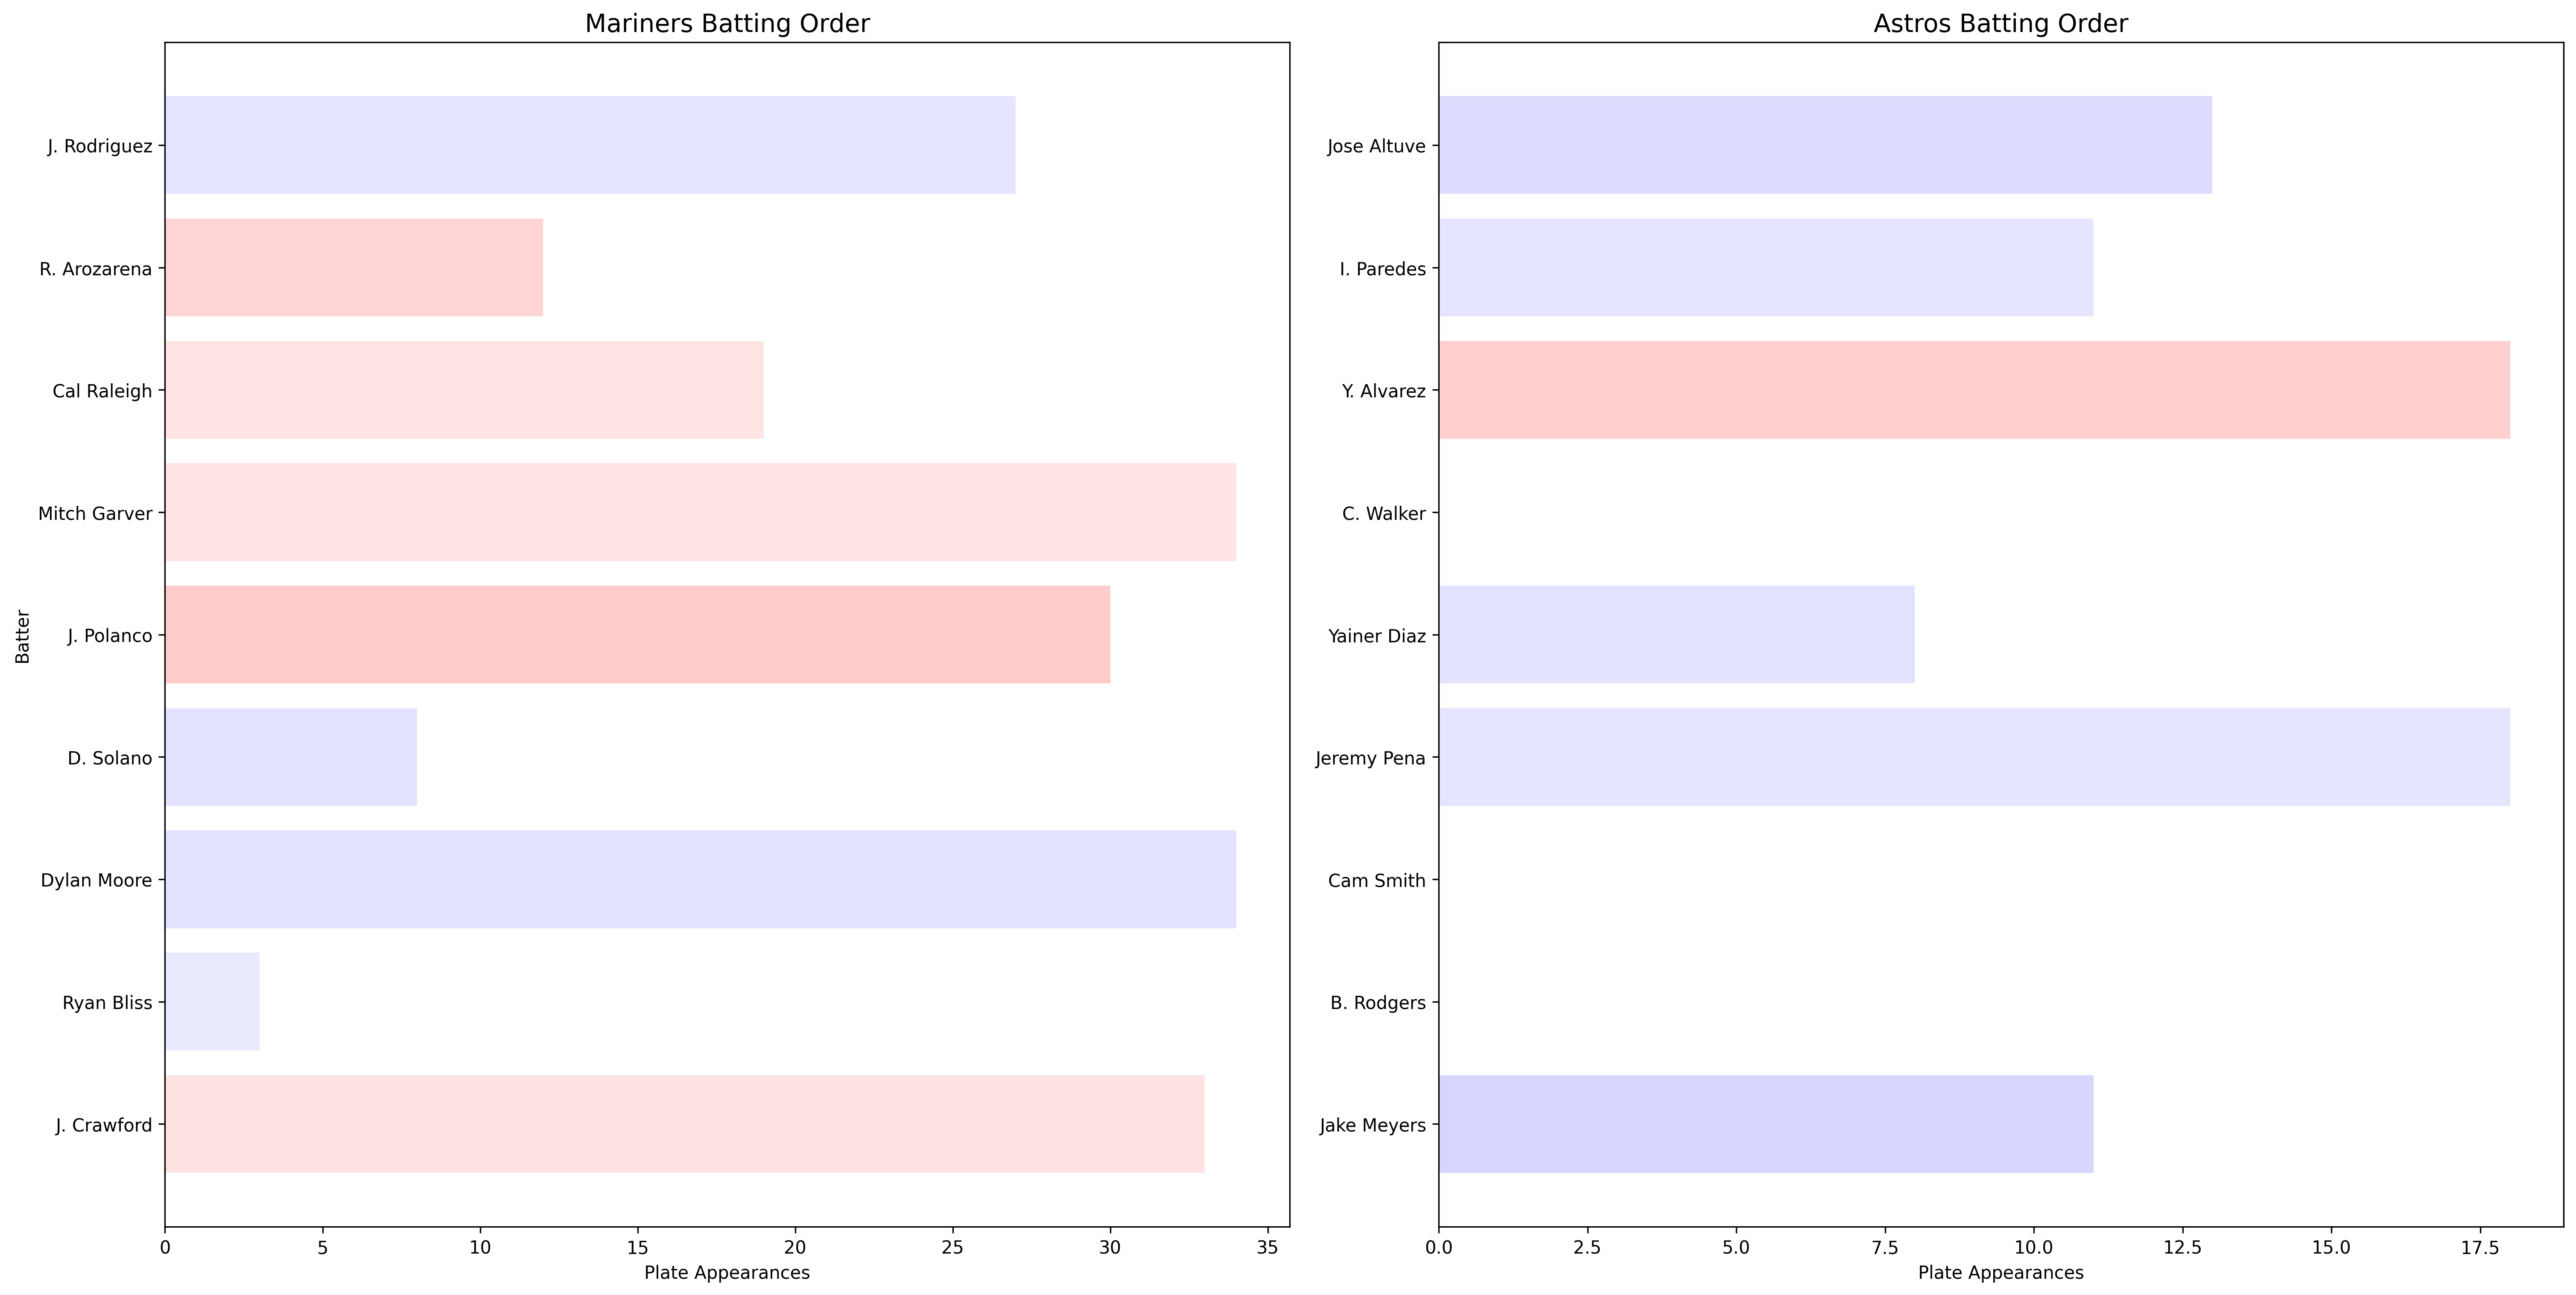 Mariners Batting Order
Batter
J. Rodriguez
R. Arozarena
Cal Raleigh
Mitch Garver
J. Polanco
D. Solano
Dylan Moore
Ryan Bliss
J. Crawford
0 5 10 15 20 25 30 35
Plate Appearances
Astros Batting Order
Jose Altuve
I. Paredes
Y. Alvarez
C. Walker
Yainer Diaz
Jeremy Pena
Cam Smith
B. Rodgers
Jake Meyers
0.0 2.5 5.0 7.5 10.0 12.5 15.0 17.5
Plate Appearances